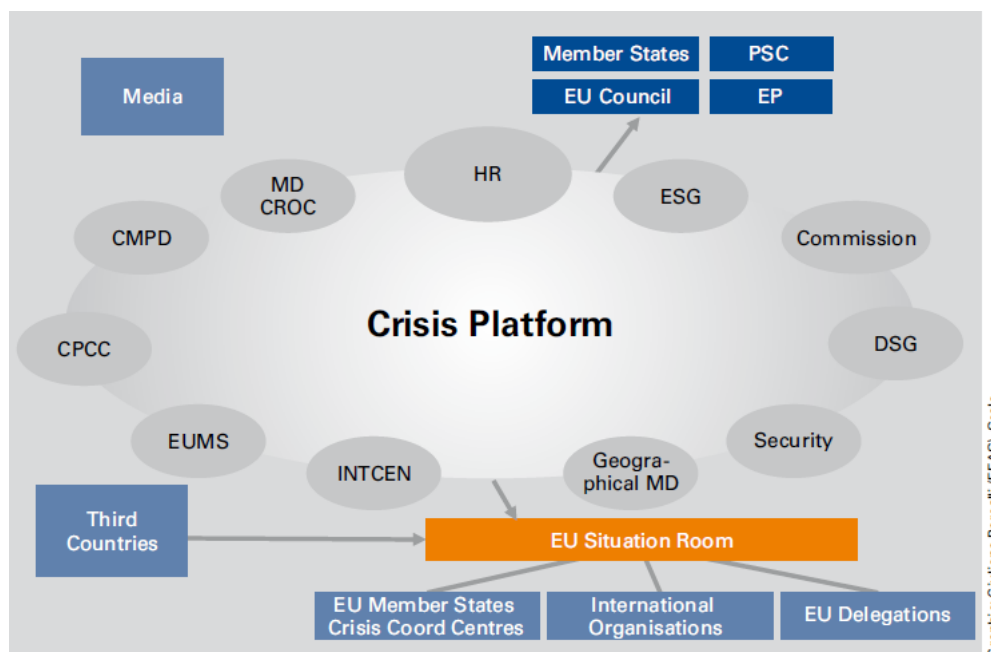 Member States
PSC
Media
EU Council
EP
HR
MD
CROC
ESG
CMPD
Commission
Crisis Platform
CPCC
DSG
EUMS
Security
INTCEN
Geogra-
phical MD
Third
Countries
EU Situation Room
EU Member States
Crisis Coord Centres
International
Organisations
EU Delegations